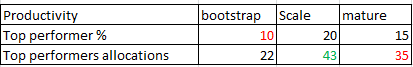 Productivity bootstrap Scale mature
Top performer % 10 20 15
Top performers allocations 22 43 35